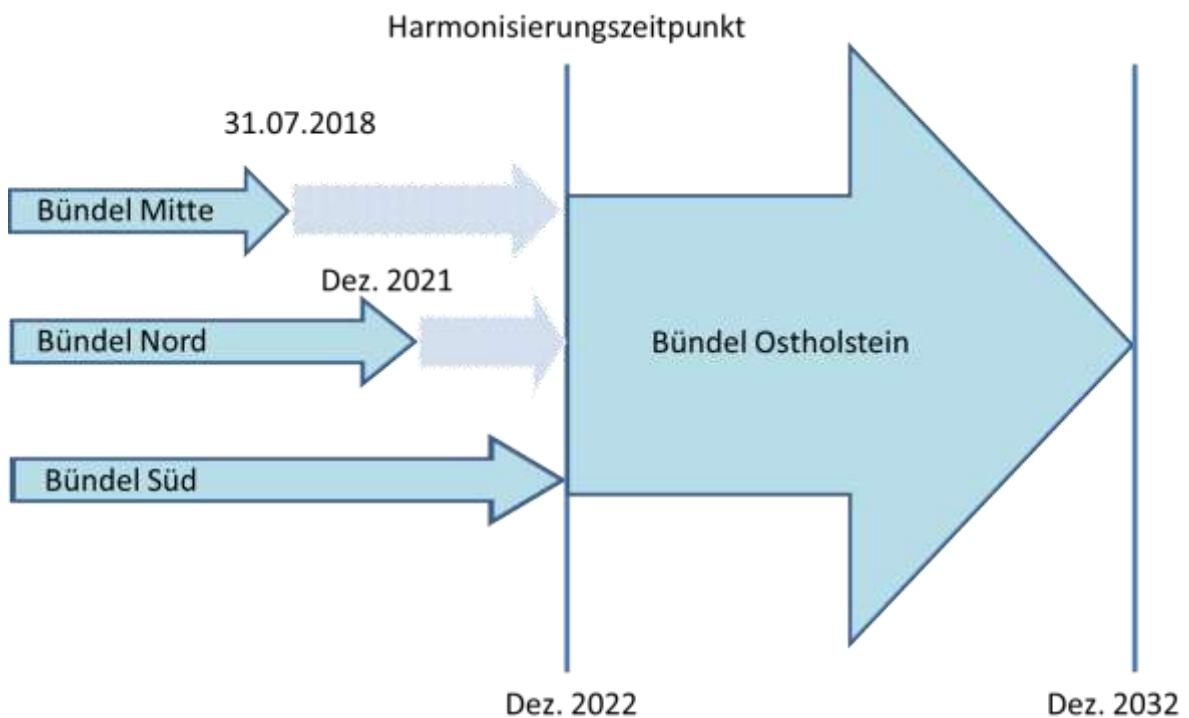 Harmonisierungszeitpunkt
31.07.2018
Bündel Mitte
Dez. 2021
Bündel Nord
Bündel Ostholstein
Bündel Süd
Dez. 2022
Dez. 2032